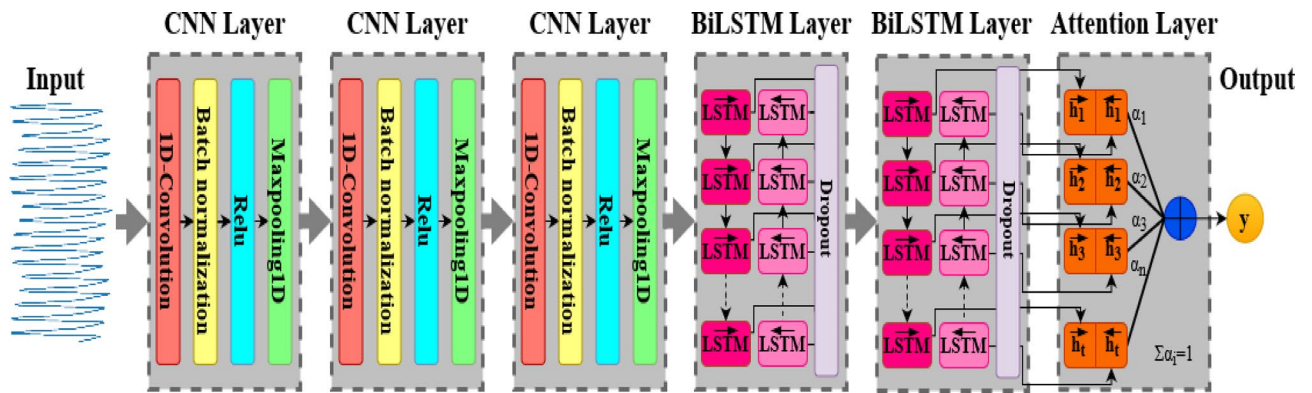 CNN Layer
CNN Layer
CNN Layer
BiLSTM Layer
BiLSTM Layer
Attention Layer
Input
Output
1D-Convolution
Batch normalization
Relu
Maxpooling1D
1D-Convolution
Batch normalization
Relu
Maxpooling1D
1D-Convolution
Batch normalization
Relu
Maxpooling1D
LSTM LSTM
LSTM LSTM
LSTM LSTM
LSTM LSTM
Dropout
LSTM LSTM
LSTM LSTM
LSTM LSTM
LSTM LSTM
Dropout
h₁ h₁ α₁
h₂ h₂ α₂
h₃ h₃ α₃
αₙ
hₜ hₜ
Σαᵢ=1
y